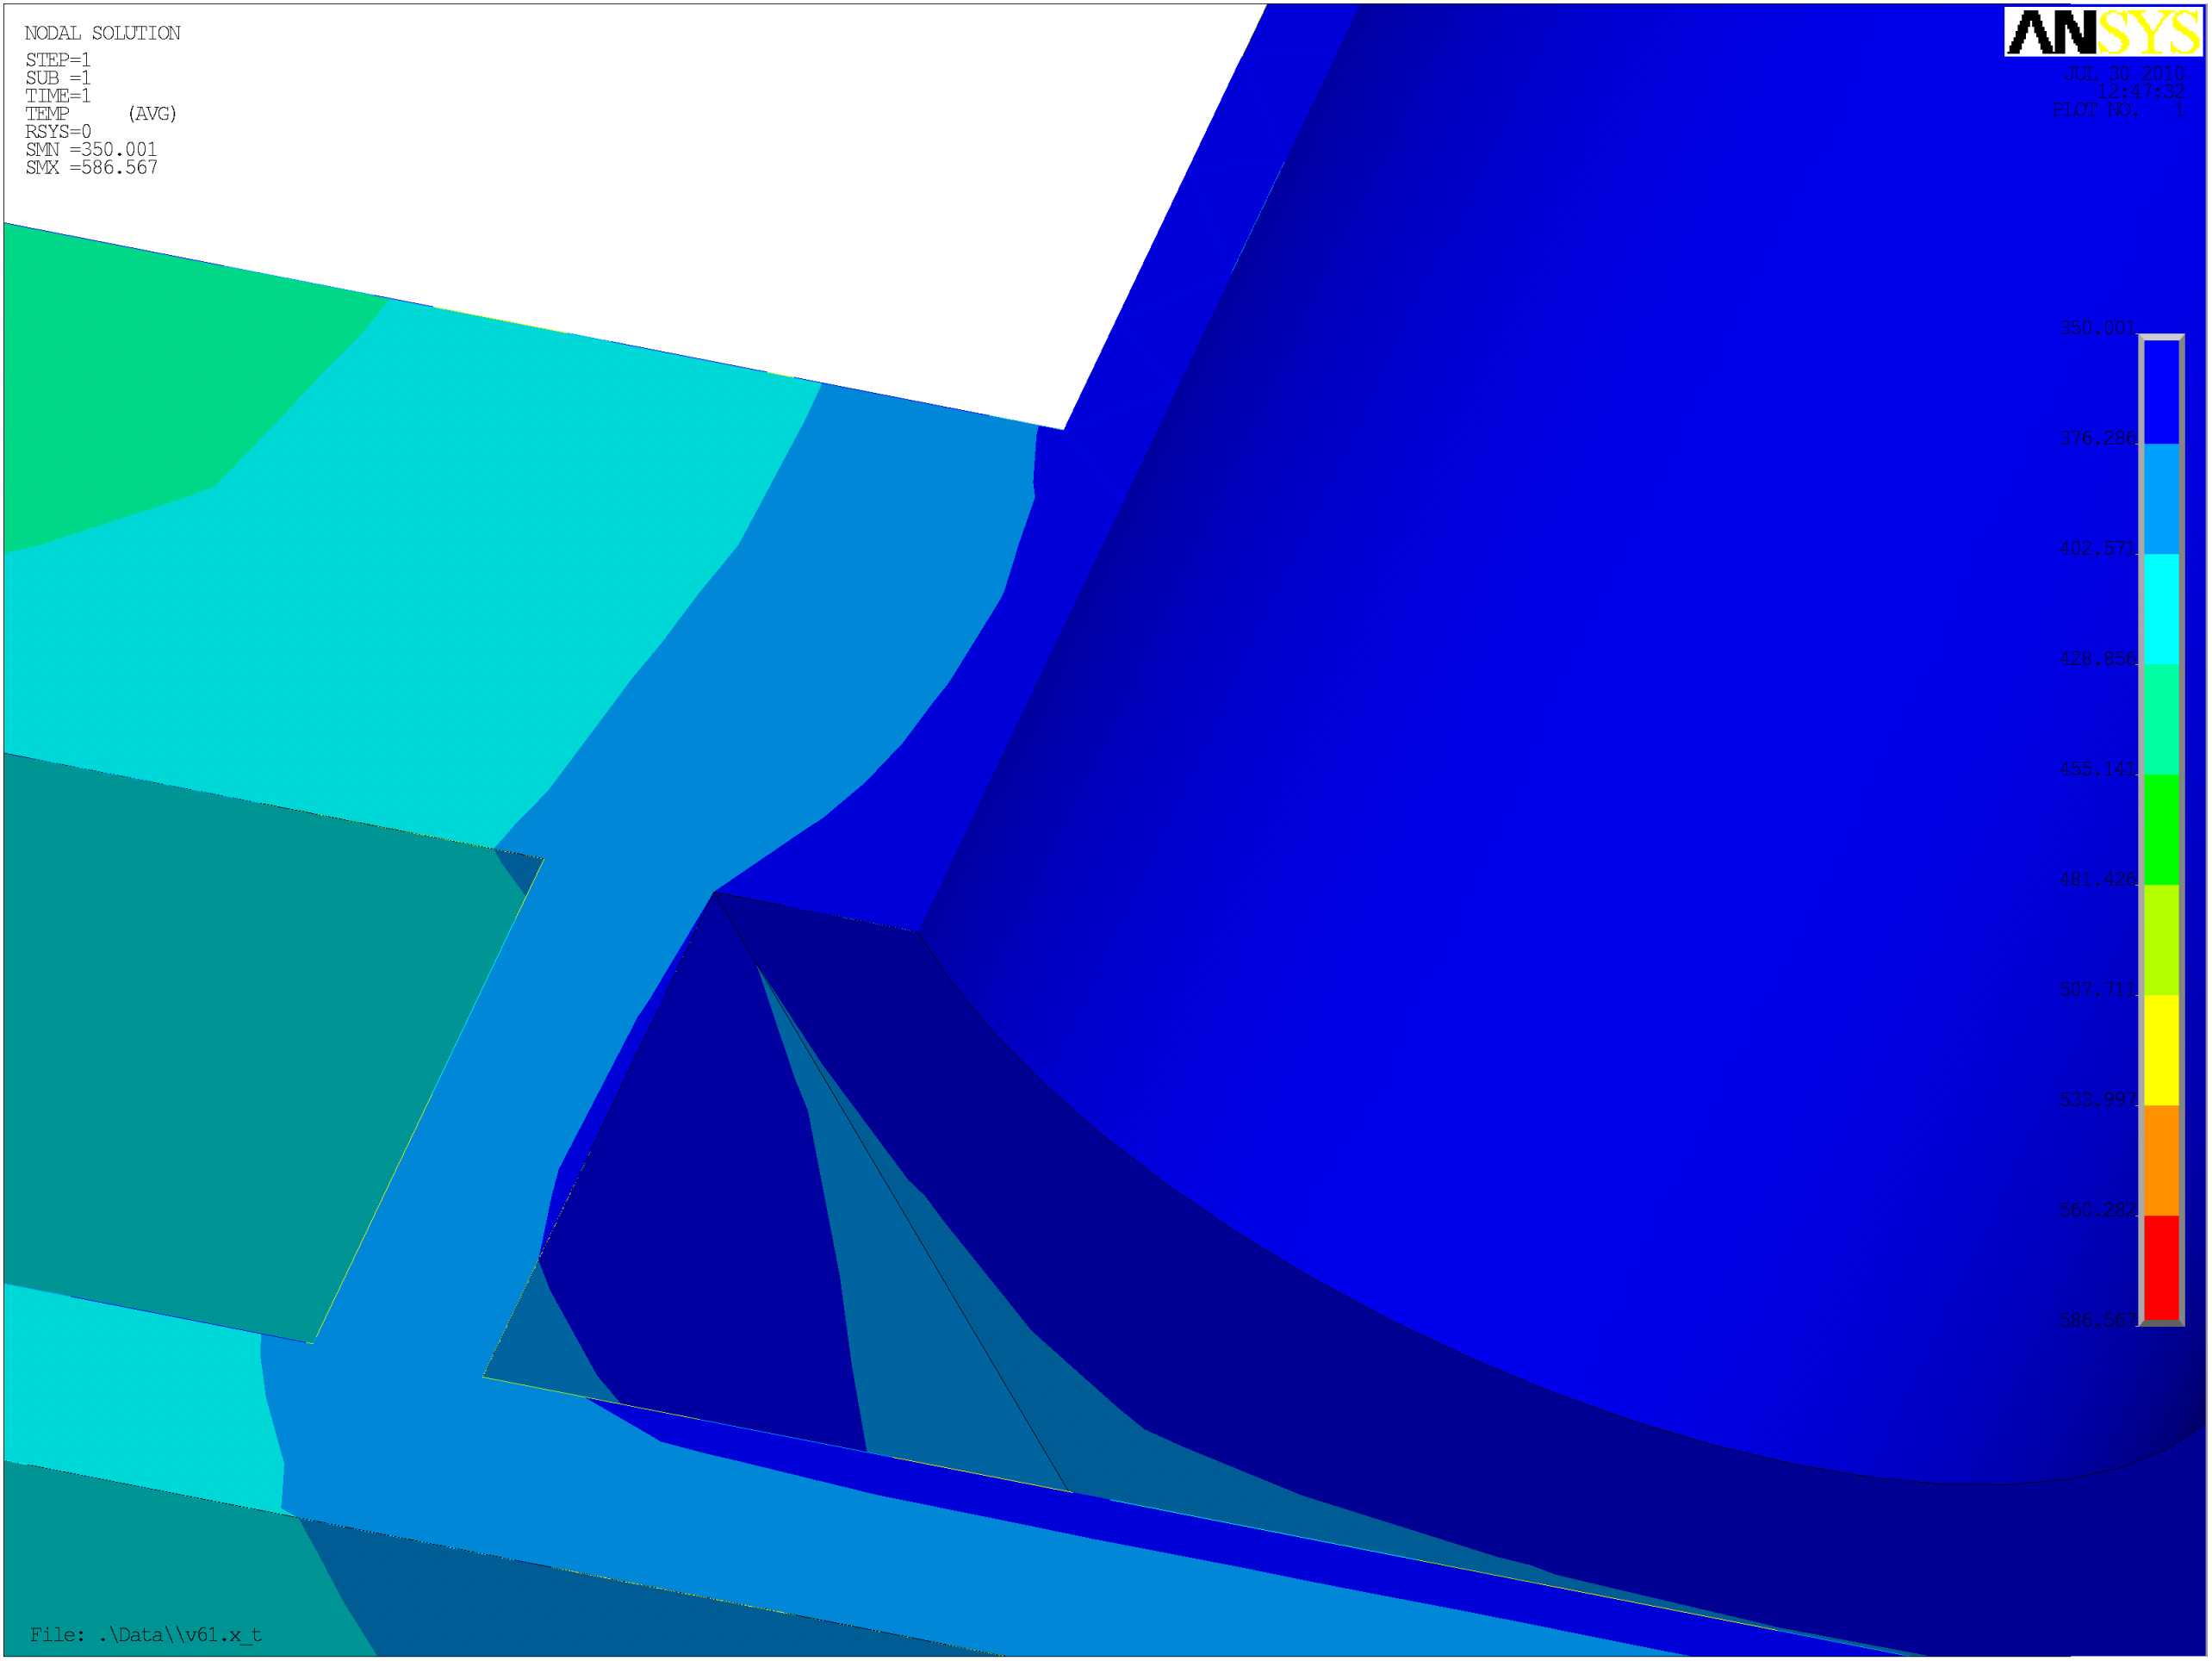 NODAL SOLUTION
STEP=1
SUB =1
TIME=1
TEMP (AVG)
RSYS=0
SMN =350.001
SMX =586.567
ANSYS
JUL 30 2010
12:47:32
PLOT NO. 1
350.001
376.286
402.571
428.856
455.141
481.426
507.711
533.997
560.282
586.567
File: .\Data\\v61.x_t